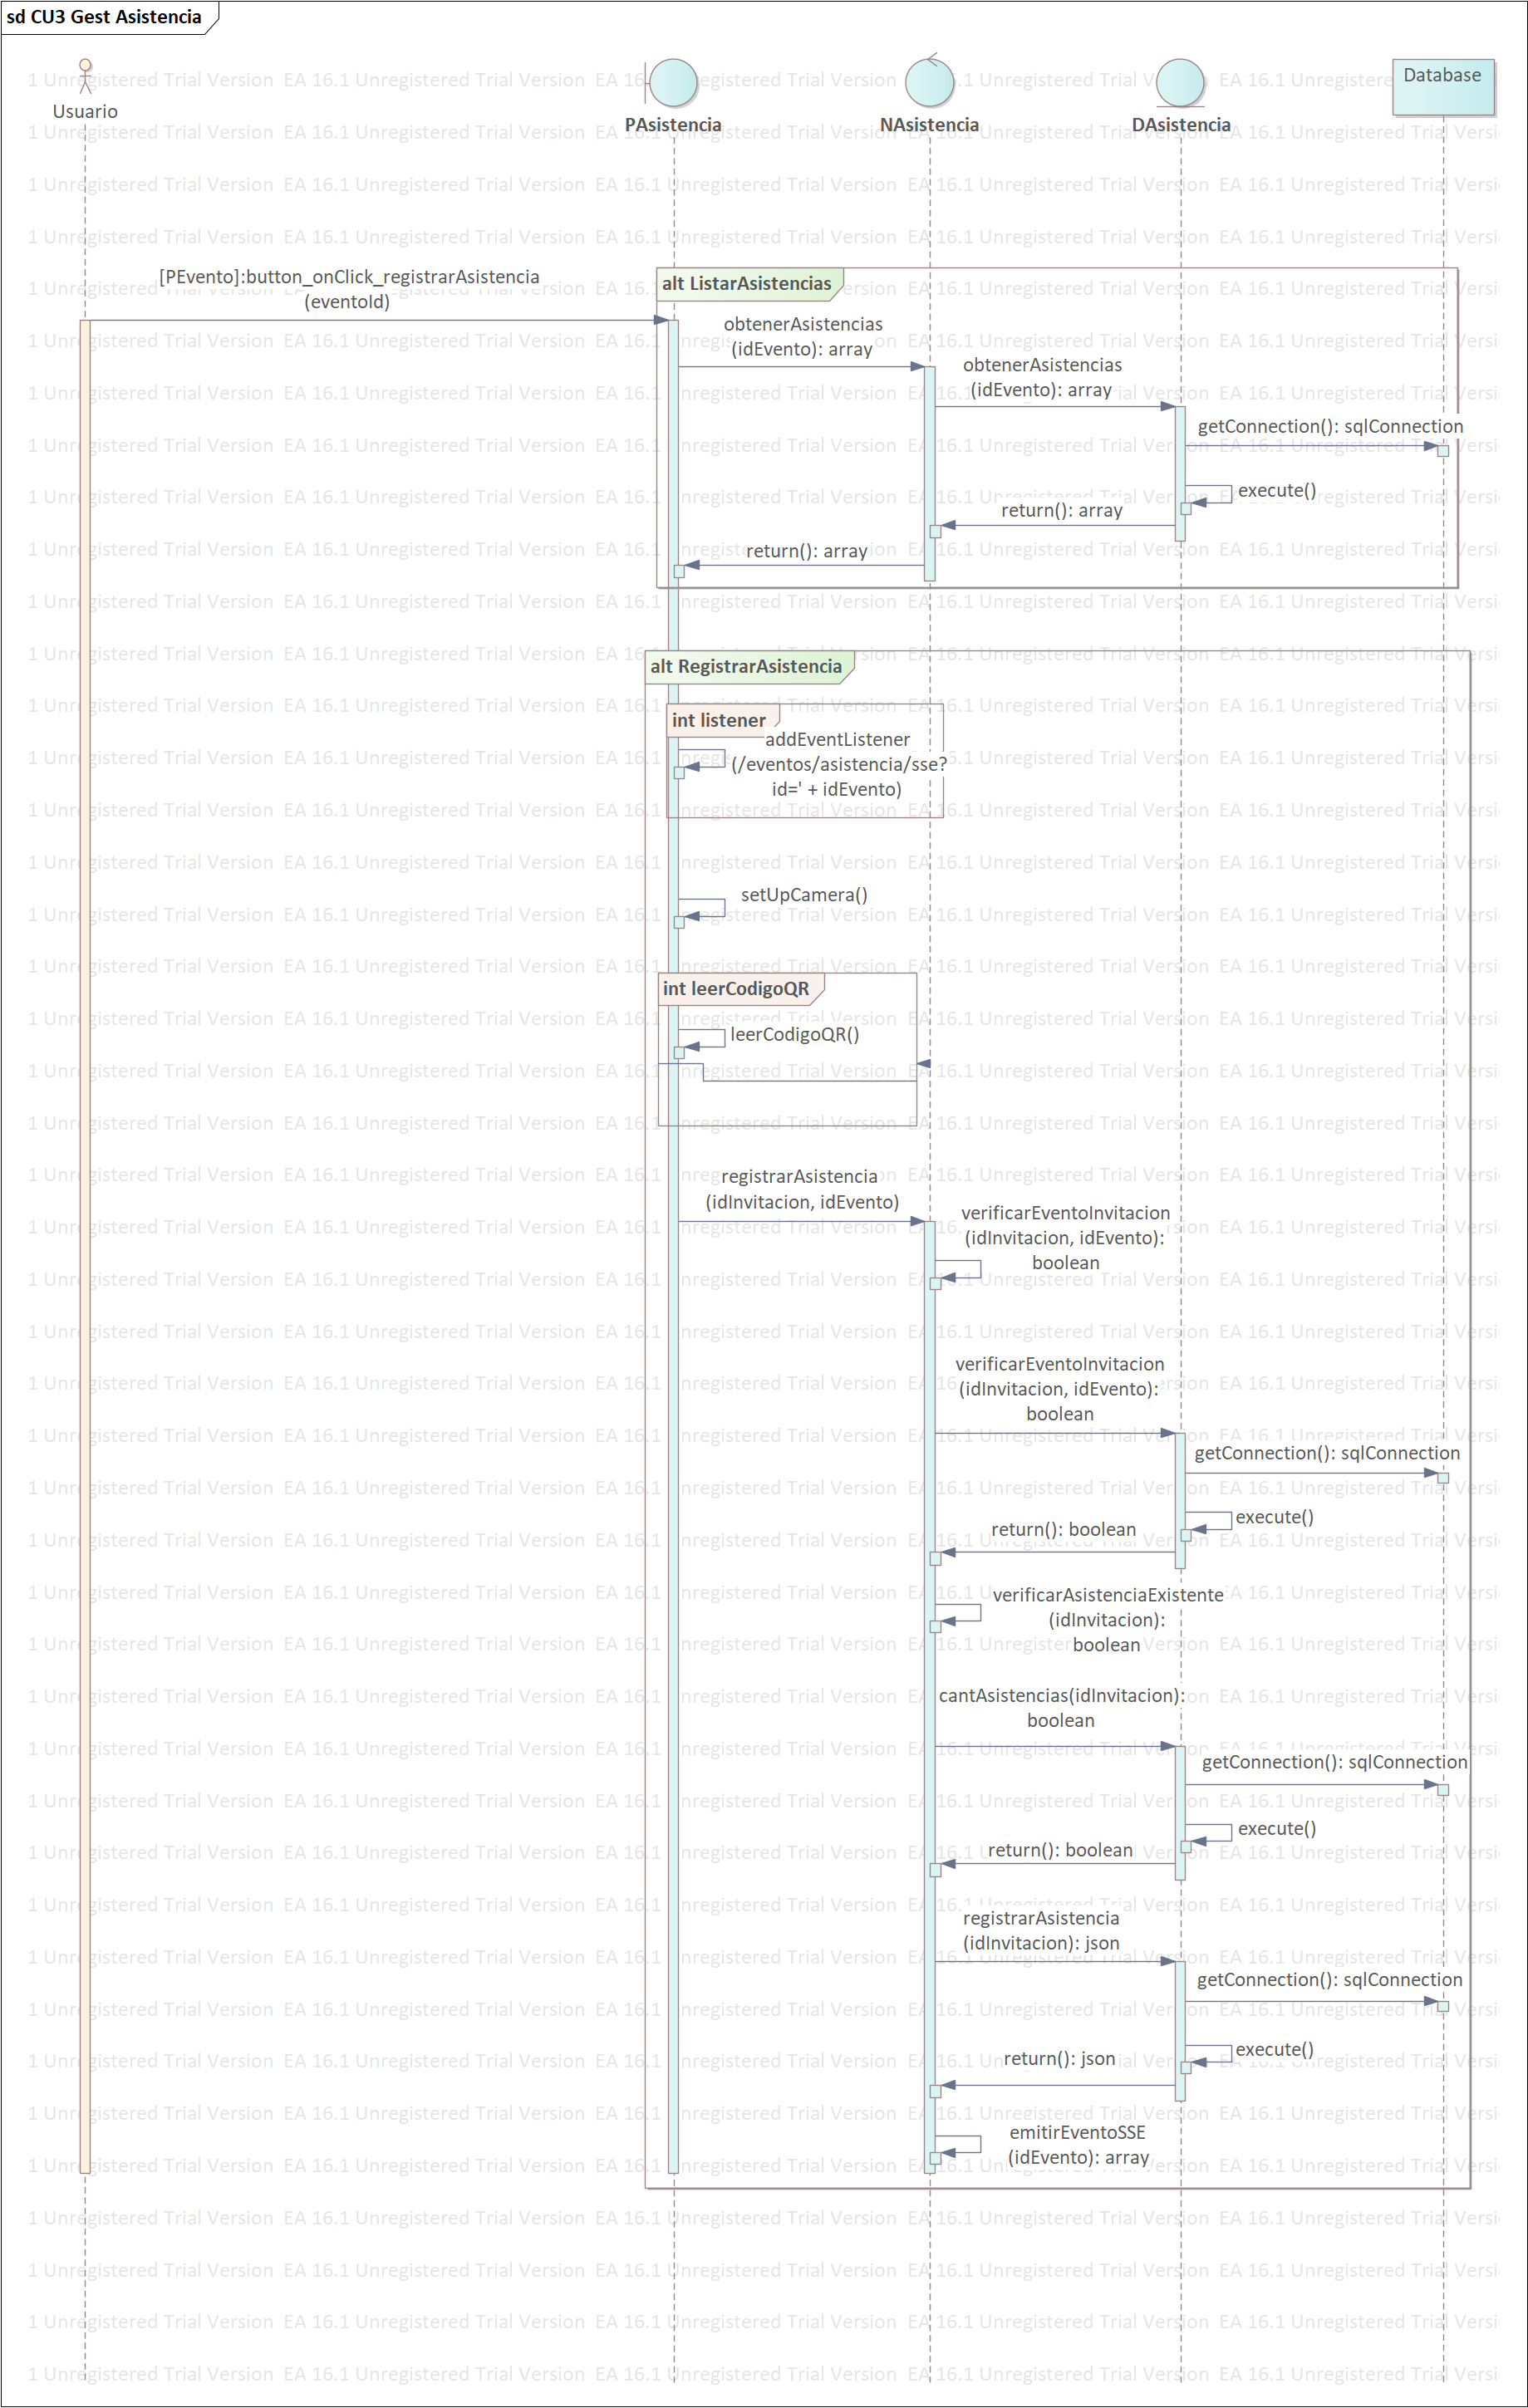 sd CU3 Gest Asistencia
Usuario
PAsistencia
NAsistencia
DAsistencia
Database
[PEvento]:button_onClick_registrarAsistencia
(eventoId)
alt ListarAsistencias
obtenerAsistencias
(idEvento): array
obtenerAsistencias
(idEvento): array
getConnection(): sqlConnection
execute()
return(): array
return(): array
alt RegistrarAsistencia
int listener
addEventListener
(/eventos/asistencia/sse?
id=' + idEvento)
setUpCamera()
int leerCodigoQR
leerCodigoQR()
registrarAsistencia
(idInvitacion, idEvento)
verificarEventoInvitacion
(idInvitacion, idEvento):
boolean
verificarEventoInvitacion
(idInvitacion, idEvento):
boolean
getConnection(): sqlConnection
execute()
return(): boolean
verificarAsistenciaExistente
(idInvitacion):
boolean
cantAsistencias(idInvitacion):
boolean
getConnection(): sqlConnection
execute()
return(): boolean
registrarAsistencia
(idInvitacion): json
getConnection(): sqlConnection
execute()
return(): json
emitirEventoSSE
(idEvento): array